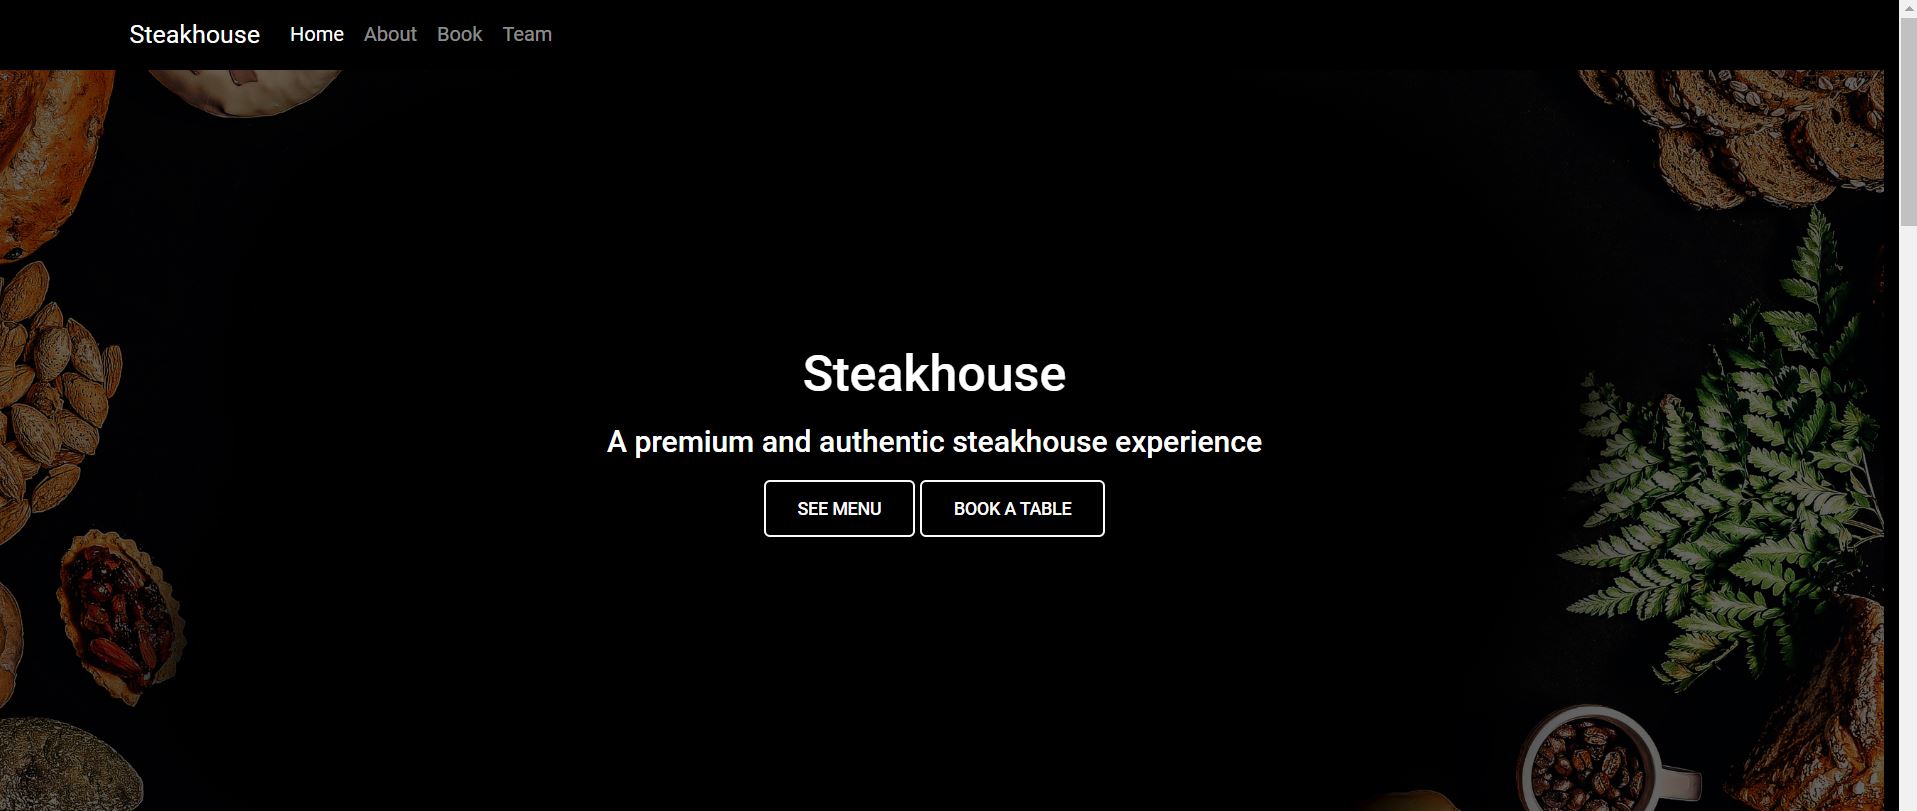 Steakhouse Home About Book Team
Steakhouse
A premium and authentic steakhouse experience
SEE MENU BOOK A TABLE